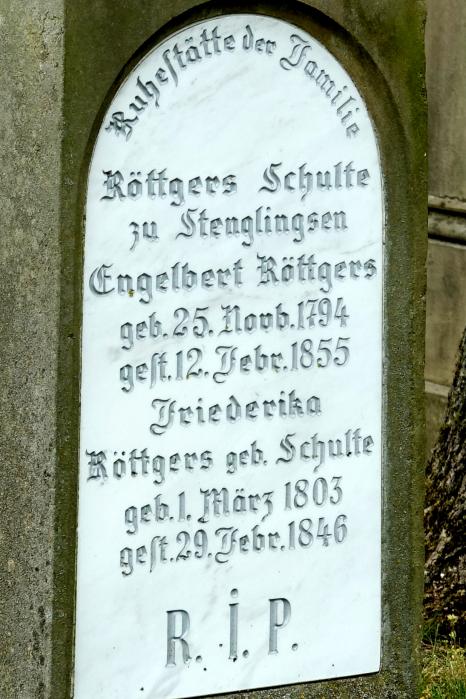 Ruhestätte der Familie
Röttgers Schulte
zu Stenglingsen
Engelbert Röttgers
geb. 25. Novb. 1794
gest. 12. Febr. 1855
Friederika
Röttgers geb. Schulte
geb. 1. März 1803
gest. 29. Febr. 1846
R. I. P.